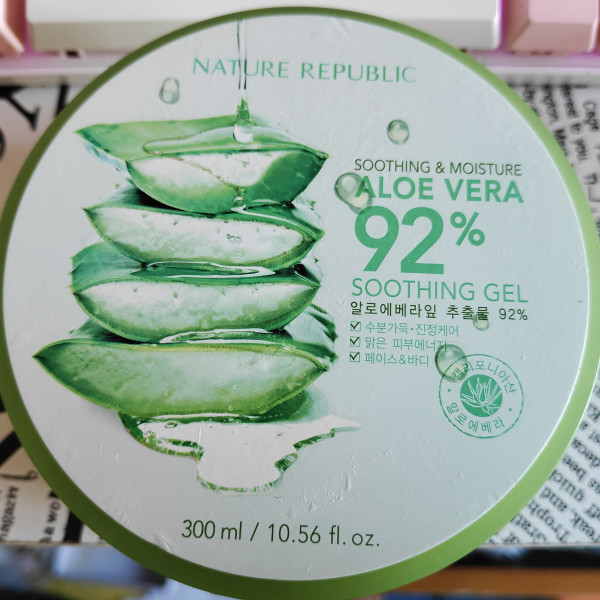 NATURE REPUBLIC
SOOTHING & MOISTURE
ALOE VERA
92%
SOOTHING GEL
알로에베라잎 추출물 92%
수분가득·진정케어
맑은 피부에너지
페이스&바디
캘리포니아산
알로에베라
300 ml / 10.56 fl. oz.